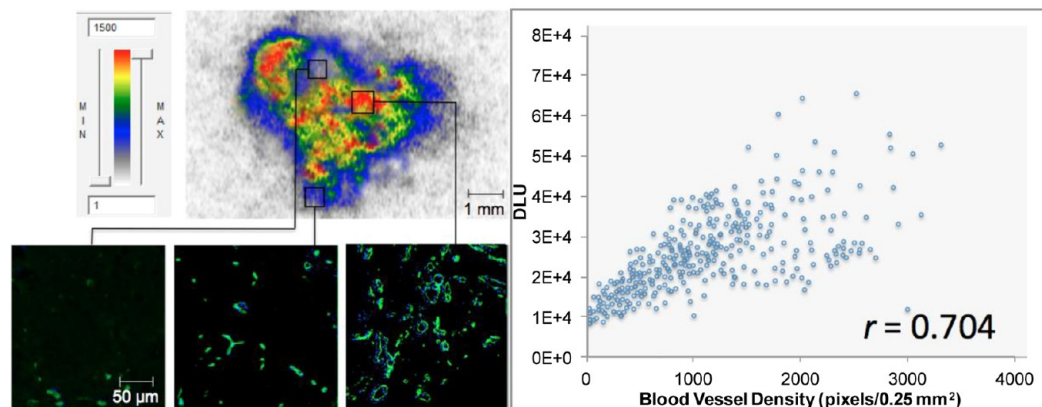 1500
MIN
MAX
1
1 mm
50 µm
8E+4
7E+4
6E+4
5E+4
4E+4
3E+4
2E+4
1E+4
0E+0
DLU
r = 0.704
0 1000 2000 3000 4000
Blood Vessel Density (pixels/0.25 mm²)